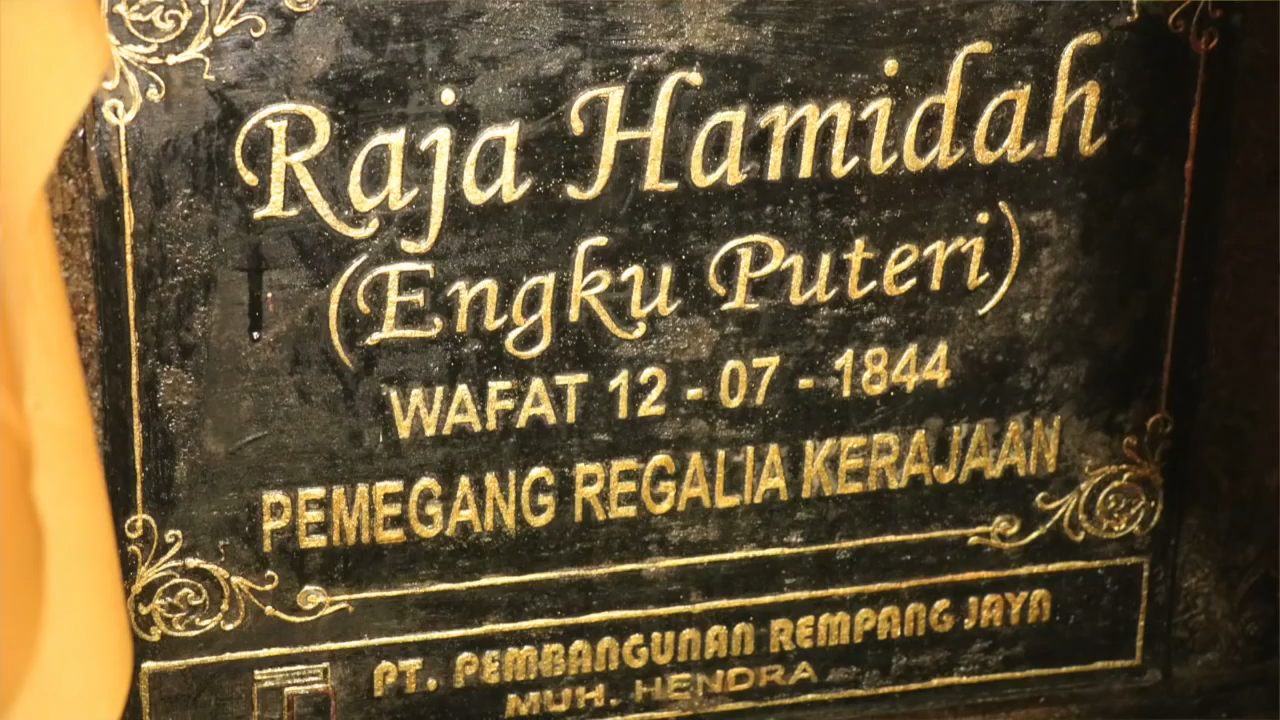 Raja Hamidah
(Engku Puteri)
WAFAT 12 - 07 - 1844
PEMEGANG REGALIA KERAJAAN
PT. PEMBANGUNAN REMPANG JAYA
MUH. HENDRA